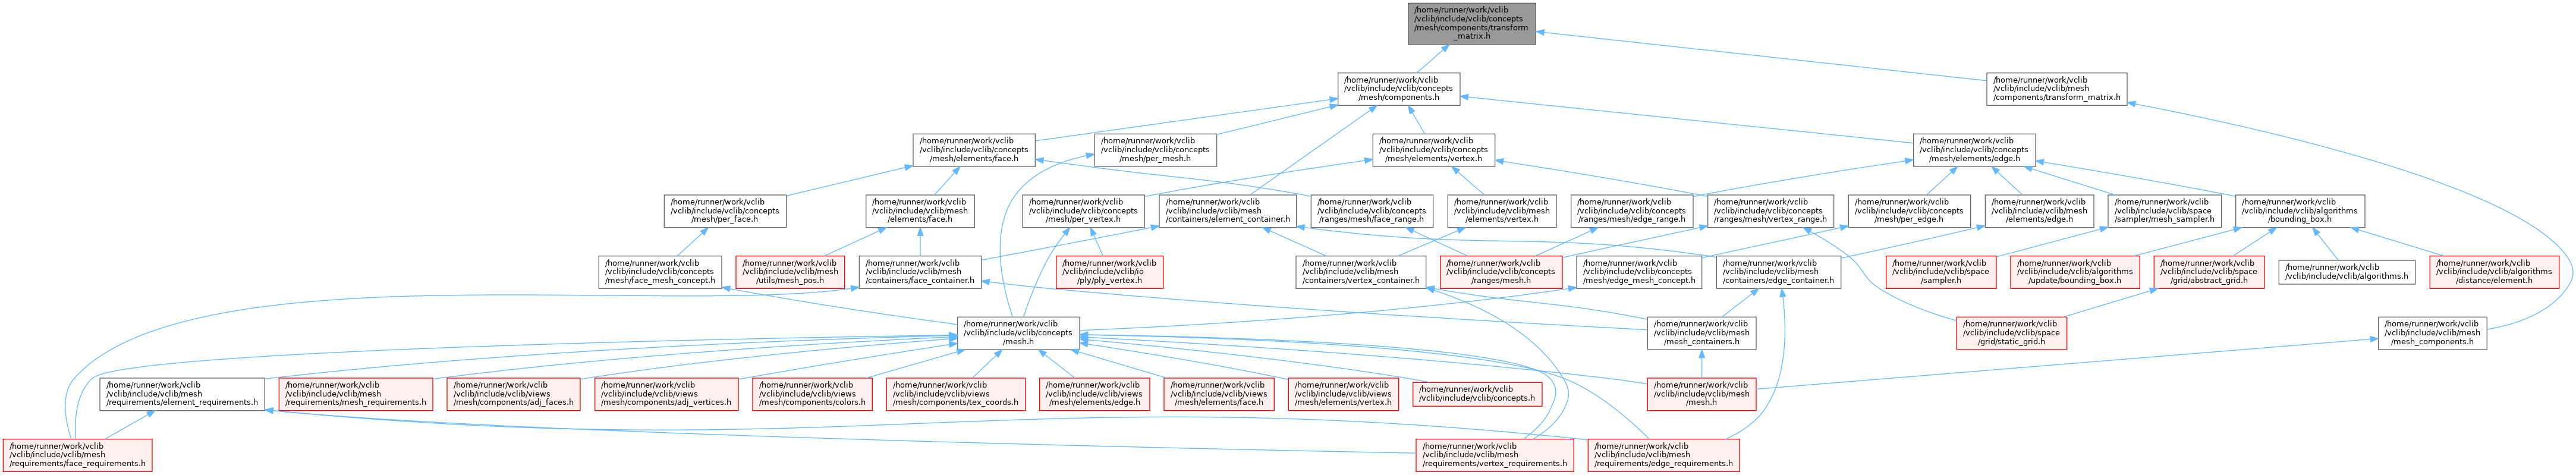 /home/runner/work/vclib
/vclib/include/vclib/concepts
/mesh/components/transform
_matrix.h
/home/runner/work/vclib
/vclib/include/vclib/concepts
/mesh/components.h
/home/runner/work/vclib
/vclib/include/vclib/mesh
/components/transform_matrix.h
/home/runner/work/vclib
/vclib/include/vclib/concepts
/mesh/elements/face.h
/home/runner/work/vclib
/vclib/include/vclib/concepts
/mesh/per_mesh.h
/home/runner/work/vclib
/vclib/include/vclib/concepts
/mesh/elements/vertex.h
/home/runner/work/vclib
/vclib/include/vclib/concepts
/mesh/elements/edge.h
/home/runner/work/vclib
/vclib/include/vclib/concepts
/mesh/per_face.h
/home/runner/work/vclib
/vclib/include/vclib/mesh
/elements/face.h
/home/runner/work/vclib
/vclib/include/vclib/concepts
/mesh/per_vertex.h
/home/runner/work/vclib
/vclib/include/vclib/mesh
/containers/element_container.h
/home/runner/work/vclib
/vclib/include/vclib/concepts
/ranges/mesh/face_range.h
/home/runner/work/vclib
/vclib/include/vclib/mesh
/elements/vertex.h
/home/runner/work/vclib
/vclib/include/vclib/concepts
/ranges/mesh/edge_range.h
/home/runner/work/vclib
/vclib/include/vclib/concepts
/ranges/mesh/vertex_range.h
/home/runner/work/vclib
/vclib/include/vclib/concepts
/mesh/per_edge.h
/home/runner/work/vclib
/vclib/include/vclib/mesh
/elements/edge.h
/home/runner/work/vclib
/vclib/include/vclib/space
/sampler/mesh_sampler.h
/home/runner/work/vclib
/vclib/include/vclib/algorithms
/bounding_box.h
/home/runner/work/vclib
/vclib/include/vclib/concepts
/mesh/face_mesh_concept.h
/home/runner/work/vclib
/vclib/include/vclib/mesh
/utils/mesh_pos.h
/home/runner/work/vclib
/vclib/include/vclib/mesh
/containers/face_container.h
/home/runner/work/vclib
/vclib/include/vclib/io
/ply/ply_vertex.h
/home/runner/work/vclib
/vclib/include/vclib/mesh
/containers/vertex_container.h
/home/runner/work/vclib
/vclib/include/vclib/concepts
/ranges/mesh.h
/home/runner/work/vclib
/vclib/include/vclib/concepts
/mesh/edge_mesh_concept.h
/home/runner/work/vclib
/vclib/include/vclib/mesh
/containers/edge_container.h
/home/runner/work/vclib
/vclib/include/vclib/space
/sampler.h
/home/runner/work/vclib
/vclib/include/vclib/algorithms
/update/bounding_box.h
/home/runner/work/vclib
/vclib/include/vclib/space
/grid/abstract_grid.h
/home/runner/work/vclib
/vclib/include/vclib/algorithms.h
/home/runner/work/vclib
/vclib/include/vclib/algorithms
/distance/element.h
/home/runner/work/vclib
/vclib/include/vclib/concepts
/mesh.h
/home/runner/work/vclib
/vclib/include/vclib/mesh
/mesh_containers.h
/home/runner/work/vclib
/vclib/include/vclib/space
/grid/static_grid.h
/home/runner/work/vclib
/vclib/include/vclib/mesh
/mesh_components.h
/home/runner/work/vclib
/vclib/include/vclib/mesh
/requirements/element_requirements.h
/home/runner/work/vclib
/vclib/include/vclib/mesh
/requirements/mesh_requirements.h
/home/runner/work/vclib
/vclib/include/vclib/views
/mesh/components/adj_faces.h
/home/runner/work/vclib
/vclib/include/vclib/views
/mesh/components/adj_vertices.h
/home/runner/work/vclib
/vclib/include/vclib/views
/mesh/components/colors.h
/home/runner/work/vclib
/vclib/include/vclib/views
/mesh/components/tex_coords.h
/home/runner/work/vclib
/vclib/include/vclib/views
/mesh/elements/edge.h
/home/runner/work/vclib
/vclib/include/vclib/views
/mesh/elements/face.h
/home/runner/work/vclib
/vclib/include/vclib/views
/mesh/elements/vertex.h
/home/runner/work/vclib
/vclib/include/vclib/concepts.h
/home/runner/work/vclib
/vclib/include/vclib/mesh
/mesh.h
/home/runner/work/vclib
/vclib/include/vclib/mesh
/requirements/face_requirements.h
/home/runner/work/vclib
/vclib/include/vclib/mesh
/requirements/vertex_requirements.h
/home/runner/work/vclib
/vclib/include/vclib/mesh
/requirements/edge_requirements.h